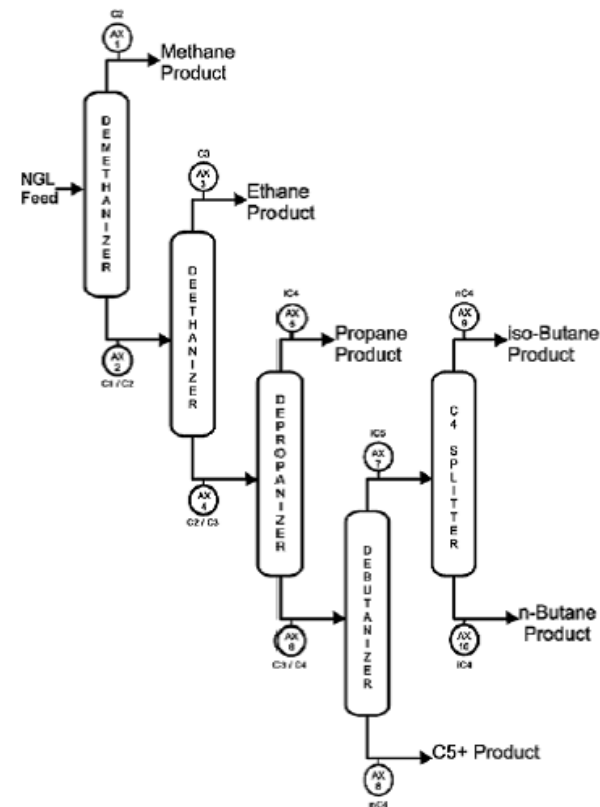 C2
AX
1
Methane
Product
DEMETHANIZER
NGL
Feed
AX
2
C1 / C2
C3
AX
3
Ethane
Product
DEETHANIZER
AX
4
C2 / C3
iC4
AX
5
Propane
Product
DEPROPANIZER
AX
6
C3 / C4
iC5
AX
7
DEBUTANIZER
AX
8
nC4
C5+ Product
nC4
AX
9
iso-Butane
Product
C4 SPLITTER
AX
10
iC4
n-Butane
Product